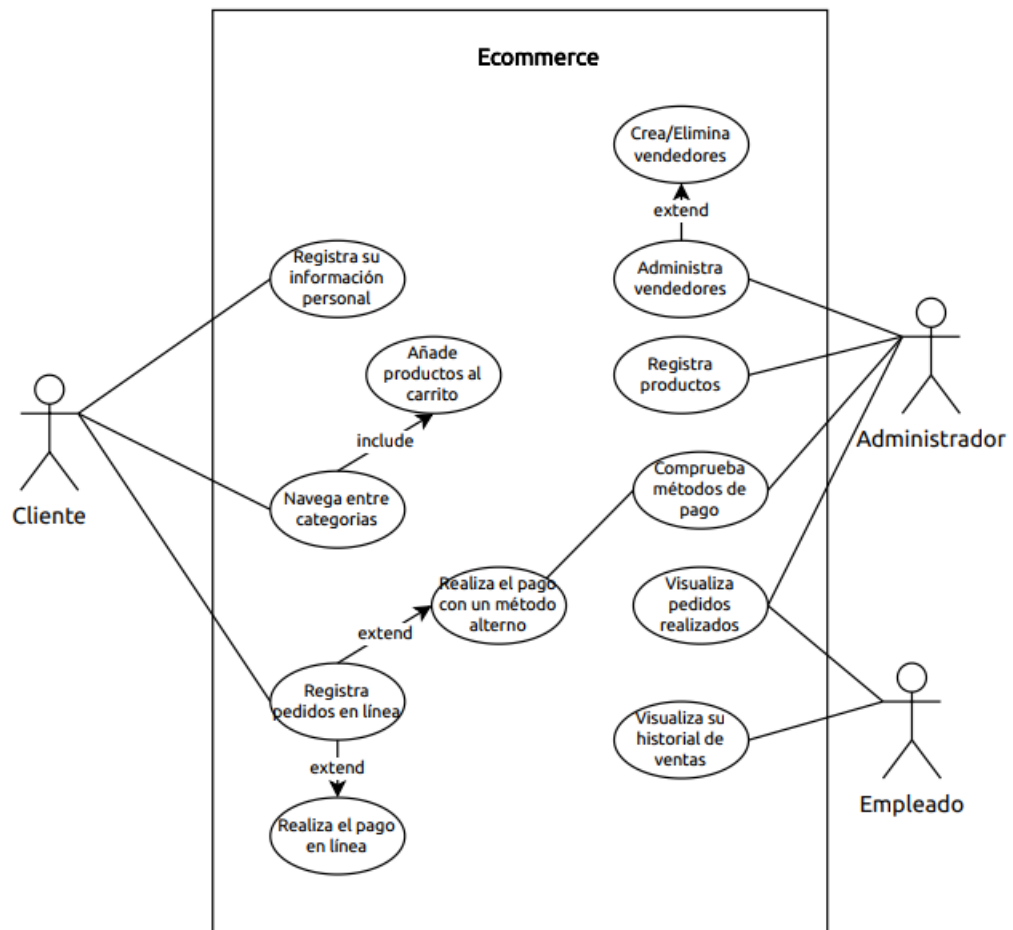 Ecommerce
Crea/Elimina
vendedores
extend
Registra su
información
personal
Administra
vendedores
Añade
productos al
carrito
Registra
productos
Administrador
include
Cliente
Navega entre
categorias
Comprueba
métodos de
pago
Realiza el pago
con un método
alterno
Visualiza
pedidos
realizados
extend
Registra
pedidos en línea
Visualiza su
historial de
ventas
extend
Empleado
Realiza el pago
en línea